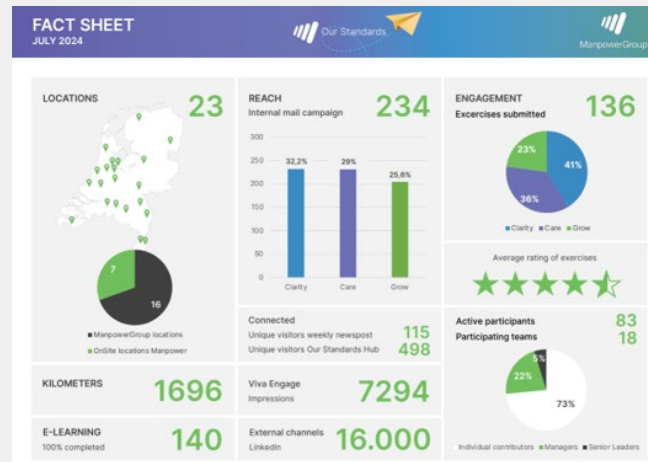 FACT SHEET
JULY 2024
Our Standards
ManpowerGroup
LOCATIONS
23
7
16
ManpowerGroup locations
OnSite locations Manpower
KILOMETERS
1696
E-LEARNING
100% completed
140
REACH
Internal mail campaign
234
300
250
200
150
100
50
0
32,2%
29%
25,6%
Clarity
Care
Grow
Connected
Unique visitors weekly newspost 115
Unique visitors Our Standards Hub 498
Viva Engage
Impressions
7294
External channels
LinkedIn
16.000
ENGAGEMENT
Excercises submitted
136
23%
41%
36%
Clarity Care Grow
Average rating of exercises
Active participants 83
Participating teams 18
5%
22%
73%
Individual contributors Managers Senior Leaders